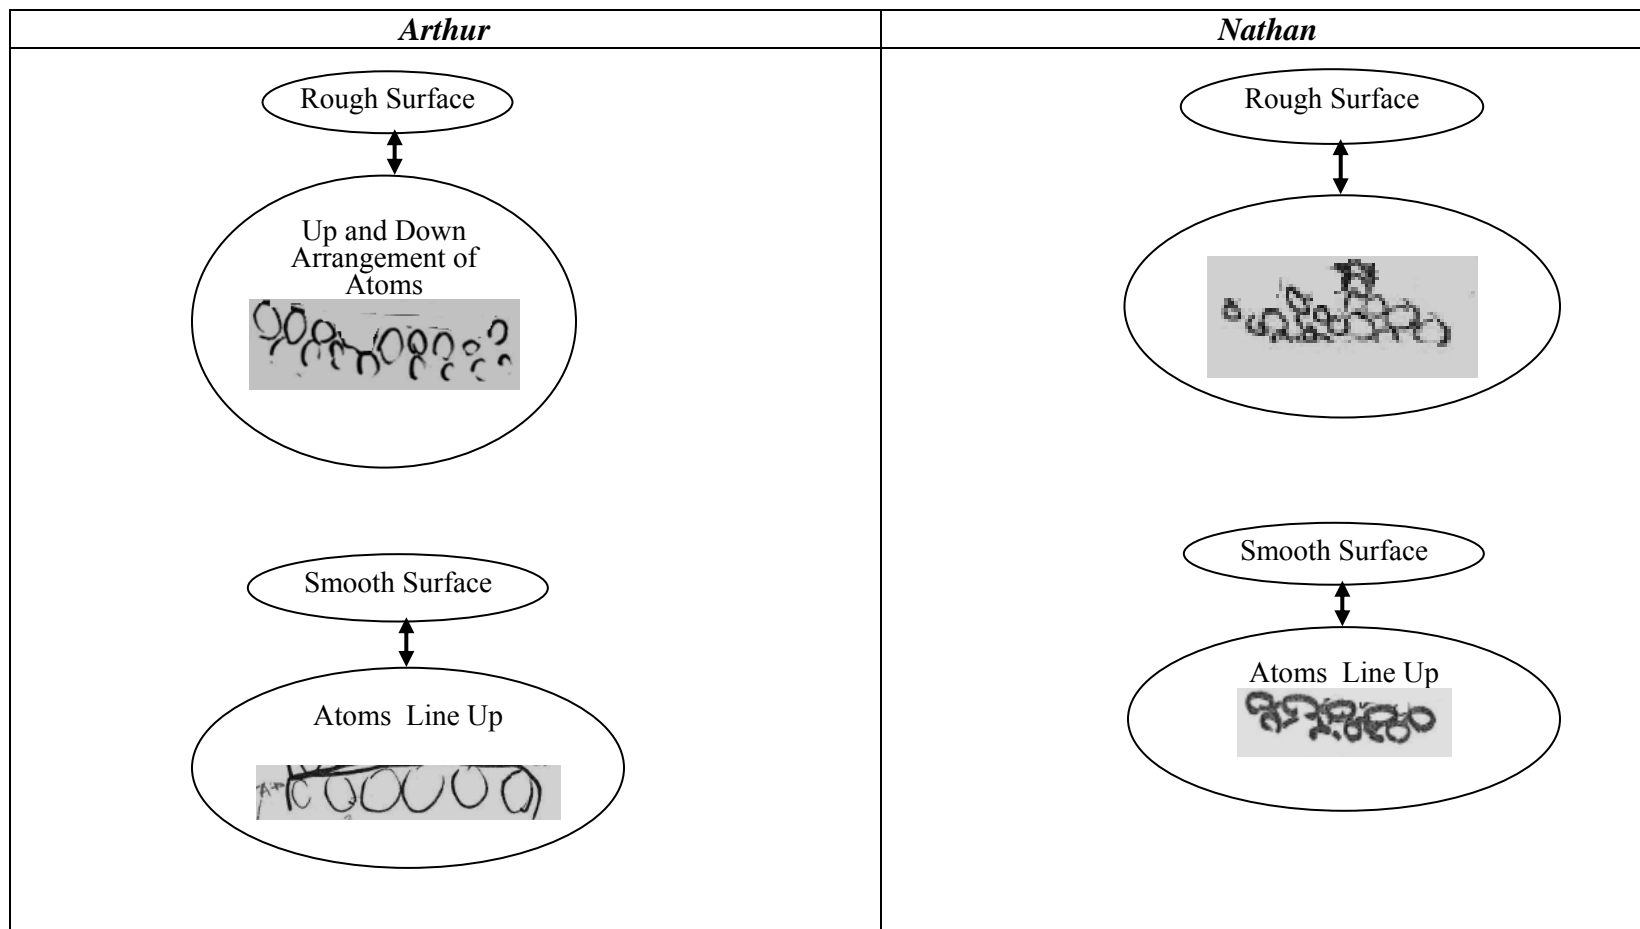 Arthur
Nathan
Rough Surface
Up and Down
Arrangement of
Atoms
Smooth Surface
Atoms Line Up
Rough Surface
Smooth Surface
Atoms Line Up